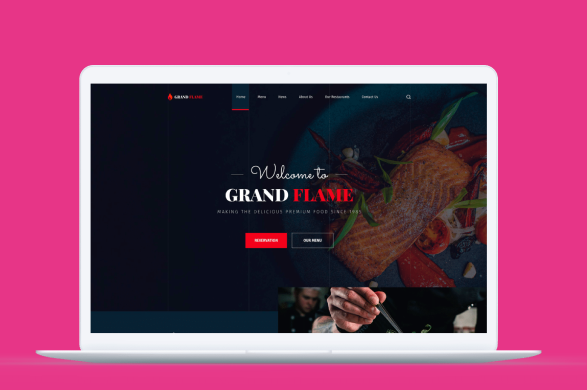 GRAND FLAME
Home Menu News About Us Our Restaurants Contact Us
Welcome to
GRAND FLAME
MAKING THE DELICIOUS PREMIUM FOOD SINCE 1985
RESERVATION OUR MENU